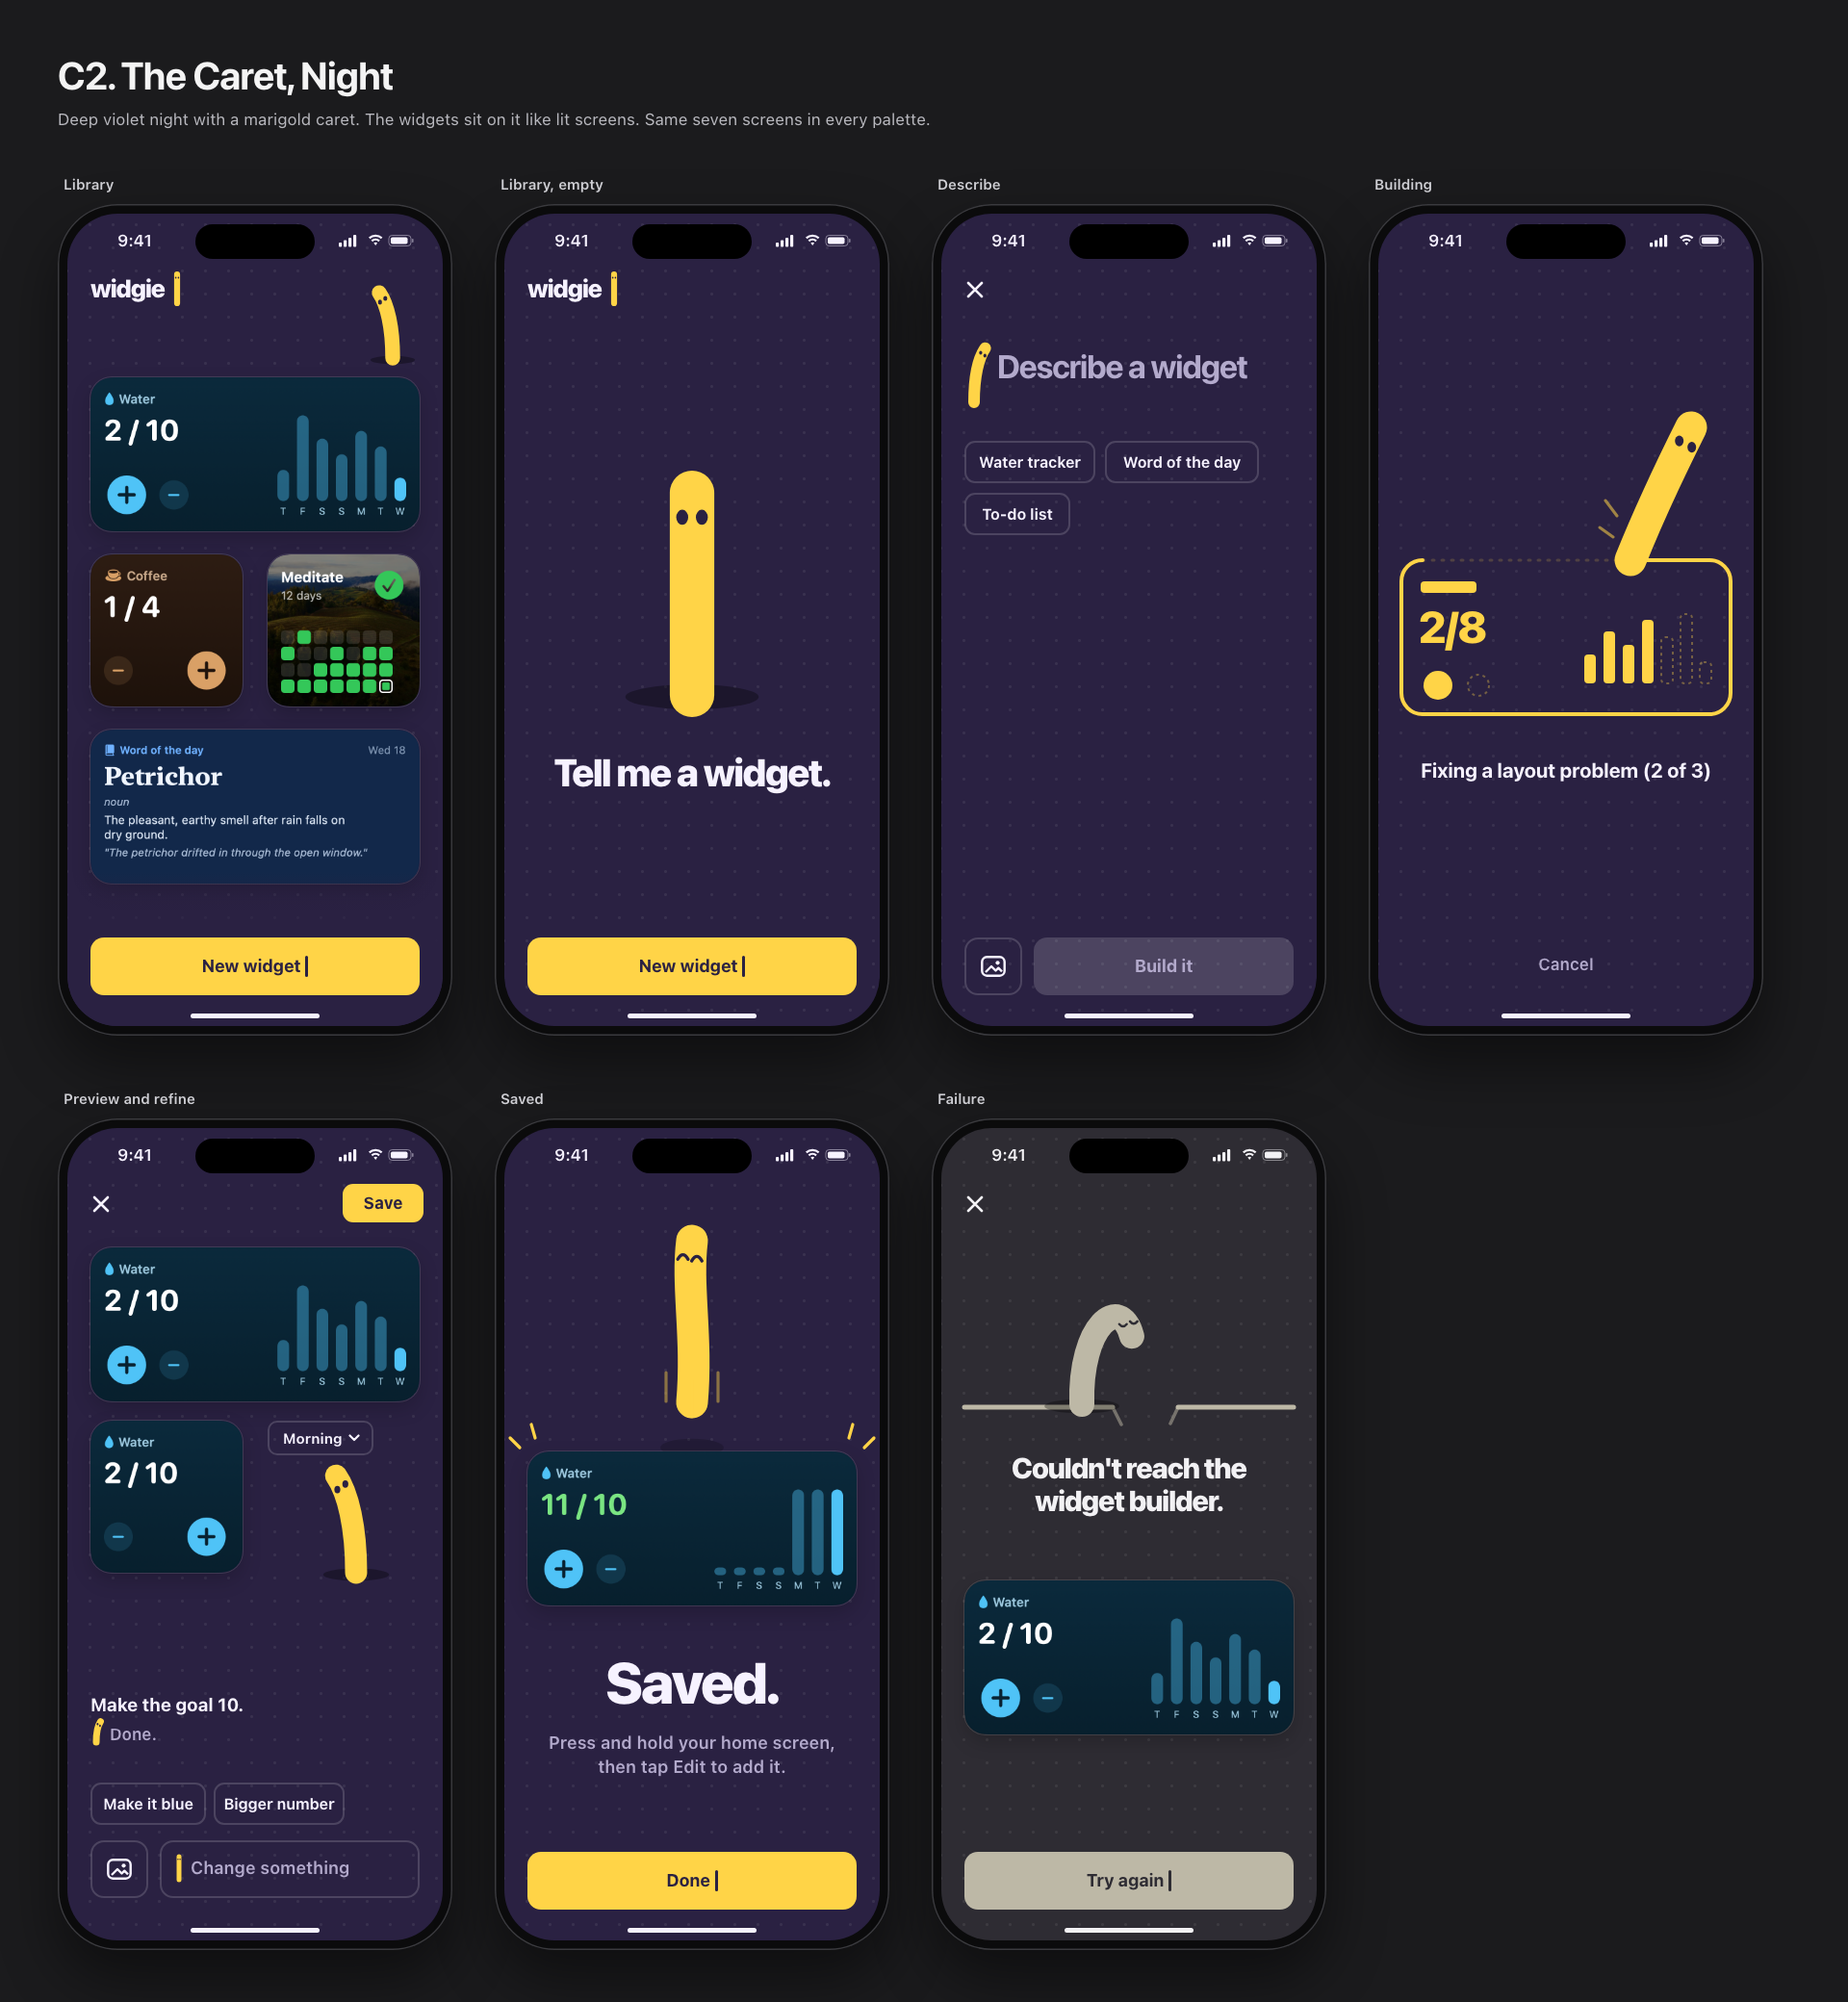 C2. The Caret, Night
Deep violet night with a marigold caret. The widgets sit on it like lit screens. Same seven screens in every palette.
Library
9:41
widgie
Water
2 / 10
T F S S M T W
Coffee
1 / 4
Meditate
12 days
Word of the day
Wed 18
Petrichor
noun
The pleasant, earthy smell after rain falls on
dry ground.
"The petrichor drifted in through the open window."
New widget
Library, empty
9:41
widgie
Tell me a widget.
New widget
Describe
9:41
Describe a widget
Water tracker
Word of the day
To-do list
Build it
Building
9:41
2/8
Fixing a layout problem (2 of 3)
Cancel
Preview and refine
9:41
Save
Water
2 / 10
T F S S M T W
Water
2 / 10
Morning
Make the goal 10.
Done.
Make it blue
Bigger number
Change something
Saved
9:41
Water
11 / 10
T F S S M T W
Saved.
Press and hold your home screen,
then tap Edit to add it.
Done
Failure
9:41
Couldn't reach the
widget builder.
Water
2 / 10
T F S S M T W
Try again